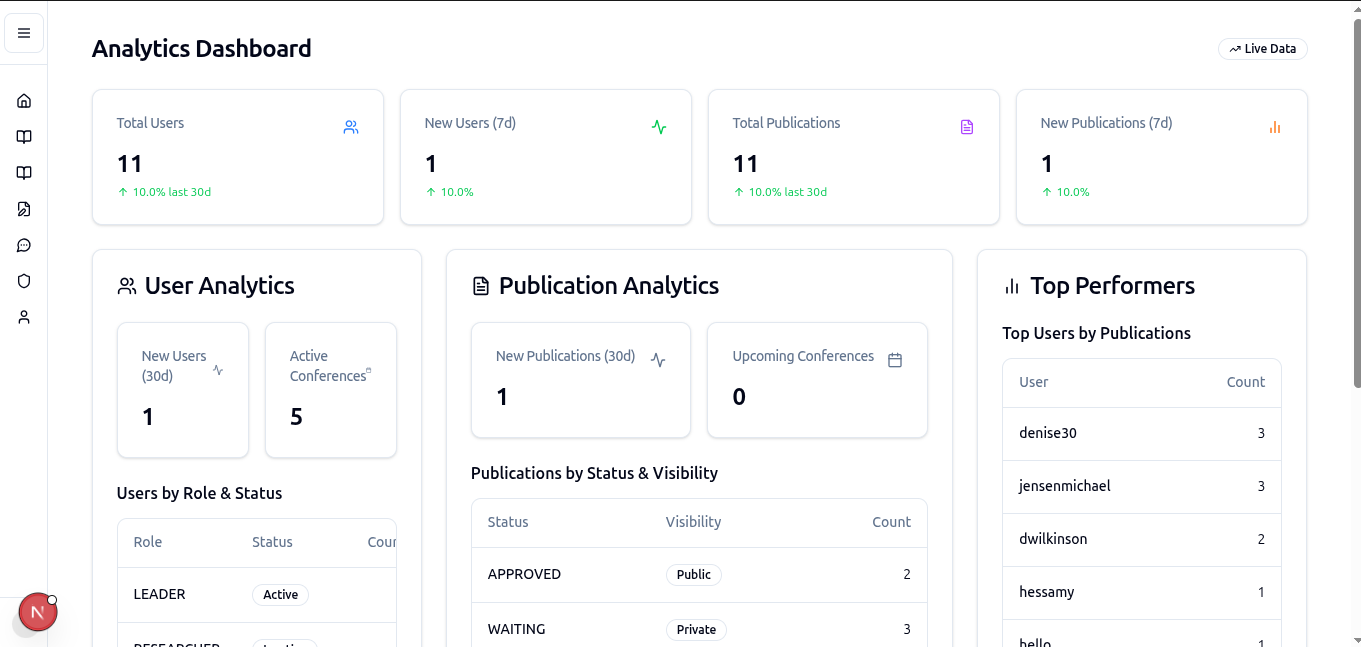 Analytics Dashboard
Live Data
Total Users
11
↑ 10.0% last 30d
New Users (7d)
1
↑ 10.0%
Total Publications
11
↑ 10.0% last 30d
New Publications (7d)
1
↑ 10.0%
User Analytics
New Users
(30d)
1
Active
Conferences
5
Users by Role & Status
Role Status Coun
LEADER Active
RESEARCHER
Publication Analytics
New Publications (30d)
1
Upcoming Conferences
0
Publications by Status & Visibility
Status Visibility Count
APPROVED Public 2
WAITING Private 3
Top Performers
Top Users by Publications
User Count
denise30 3
jensenmichael 3
dwilkinson 2
hessamy 1
hello 1
N